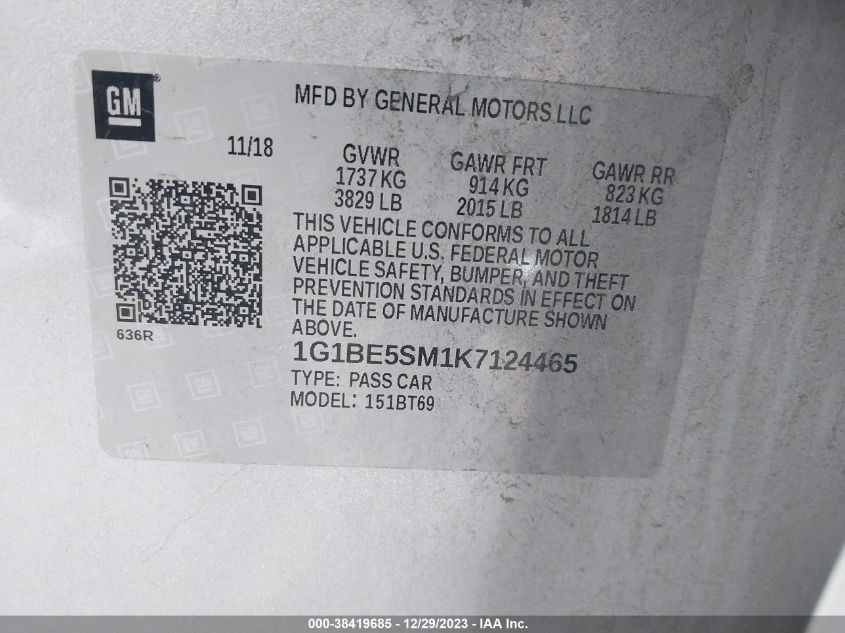 GM
MFD BY GENERAL MOTORS LLC
11/18
GVWR GAWR FRT GAWR RR
1737 KG 914 KG 823 KG
3829 LB 2015 LB 1814 LB
THIS VEHICLE CONFORMS TO ALL
APPLICABLE U.S. FEDERAL MOTOR
VEHICLE SAFETY, BUMPER, AND THEFT
PREVENTION STANDARDS IN EFFECT ON
THE DATE OF MANUFACTURE SHOWN
ABOVE.
636R
1G1BE5SM1K7124465
TYPE: PASS CAR
MODEL: 151BT69
000-38419685 - 12/29/2023 - IAA Inc.